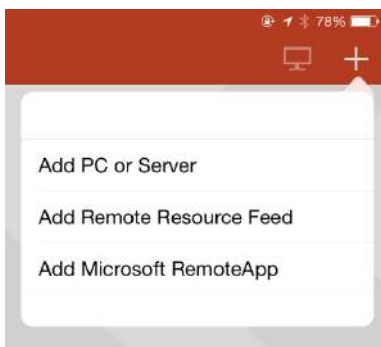 78%
Add PC or Server
Add Remote Resource Feed
Add Microsoft RemoteApp